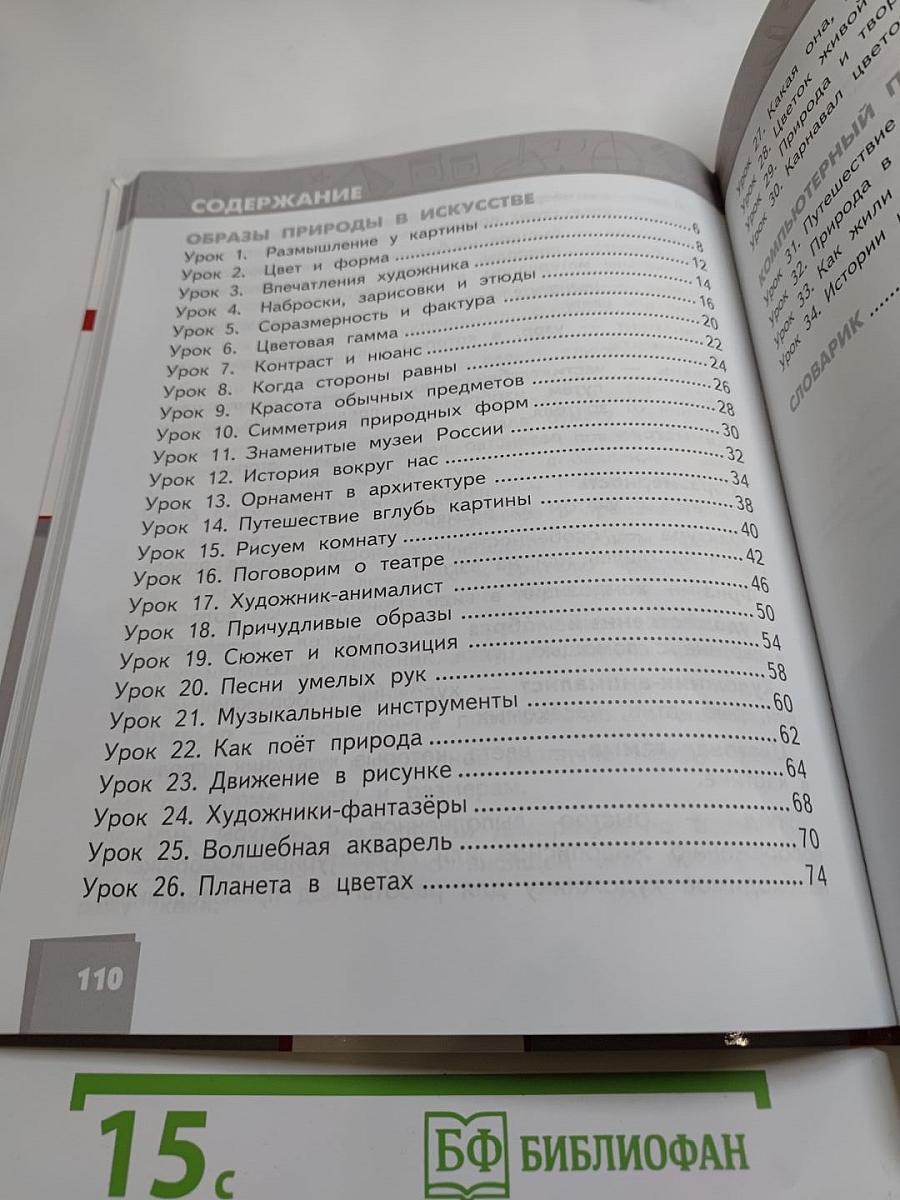 СОДЕРЖАНИЕ
ОБРАЗЫ ПРИРОДЫ В ИСКУССТВЕ
Урок 1. Размышление у картины ........ 6
Урок 2. Цвет и форма ........ 8
Урок 3. Впечатления художника ........ 12
Урок 4. Наброски, зарисовки и этюды ........ 14
Урок 5. Соразмерность и фактура ........ 16
Урок 6. Цветовая гамма ........ 20
Урок 7. Контраст и нюанс ........ 22
Урок 8. Когда стороны равны ........ 24
Урок 9. Красота обычных предметов ........ 26
Урок 10. Симметрия природных форм ........ 28
Урок 11. Знаменитые музеи России ........ 30
Урок 12. История вокруг нас ........ 32
Урок 13. Орнамент в архитектуре ........ 34
Урок 14. Путешествие вглубь картины ........ 38
Урок 15. Рисуем комнату ........ 40
Урок 16. Поговорим о театре ........ 42
Урок 17. Художник-анималист ........ 46
Урок 18. Причудливые образы ........ 50
Урок 19. Сюжет и композиция ........ 54
Урок 20. Песни умелых рук ........ 58
Урок 21. Музыкальные инструменты ........ 60
Урок 22. Как поёт природа ........ 62
Урок 23. Движение в рисунке ........ 64
Урок 24. Художники-фантазёры ........ 68
Урок 25. Волшебная акварель ........ 70
Урок 26. Планета в цветах ........ 74
110
Урок 27. Какая она,
Урок 28. Цветок живой
Урок 29. Природа и
Урок 30. Карнавал
КОМПЬЮТЕРНЫЙ
Урок 31. Путешествие
Урок 32. Природа в
Урок 33. Как жили
Урок 34. Истории
СЛОВАРИК ........
15 с
БФ БИБЛИОФАН